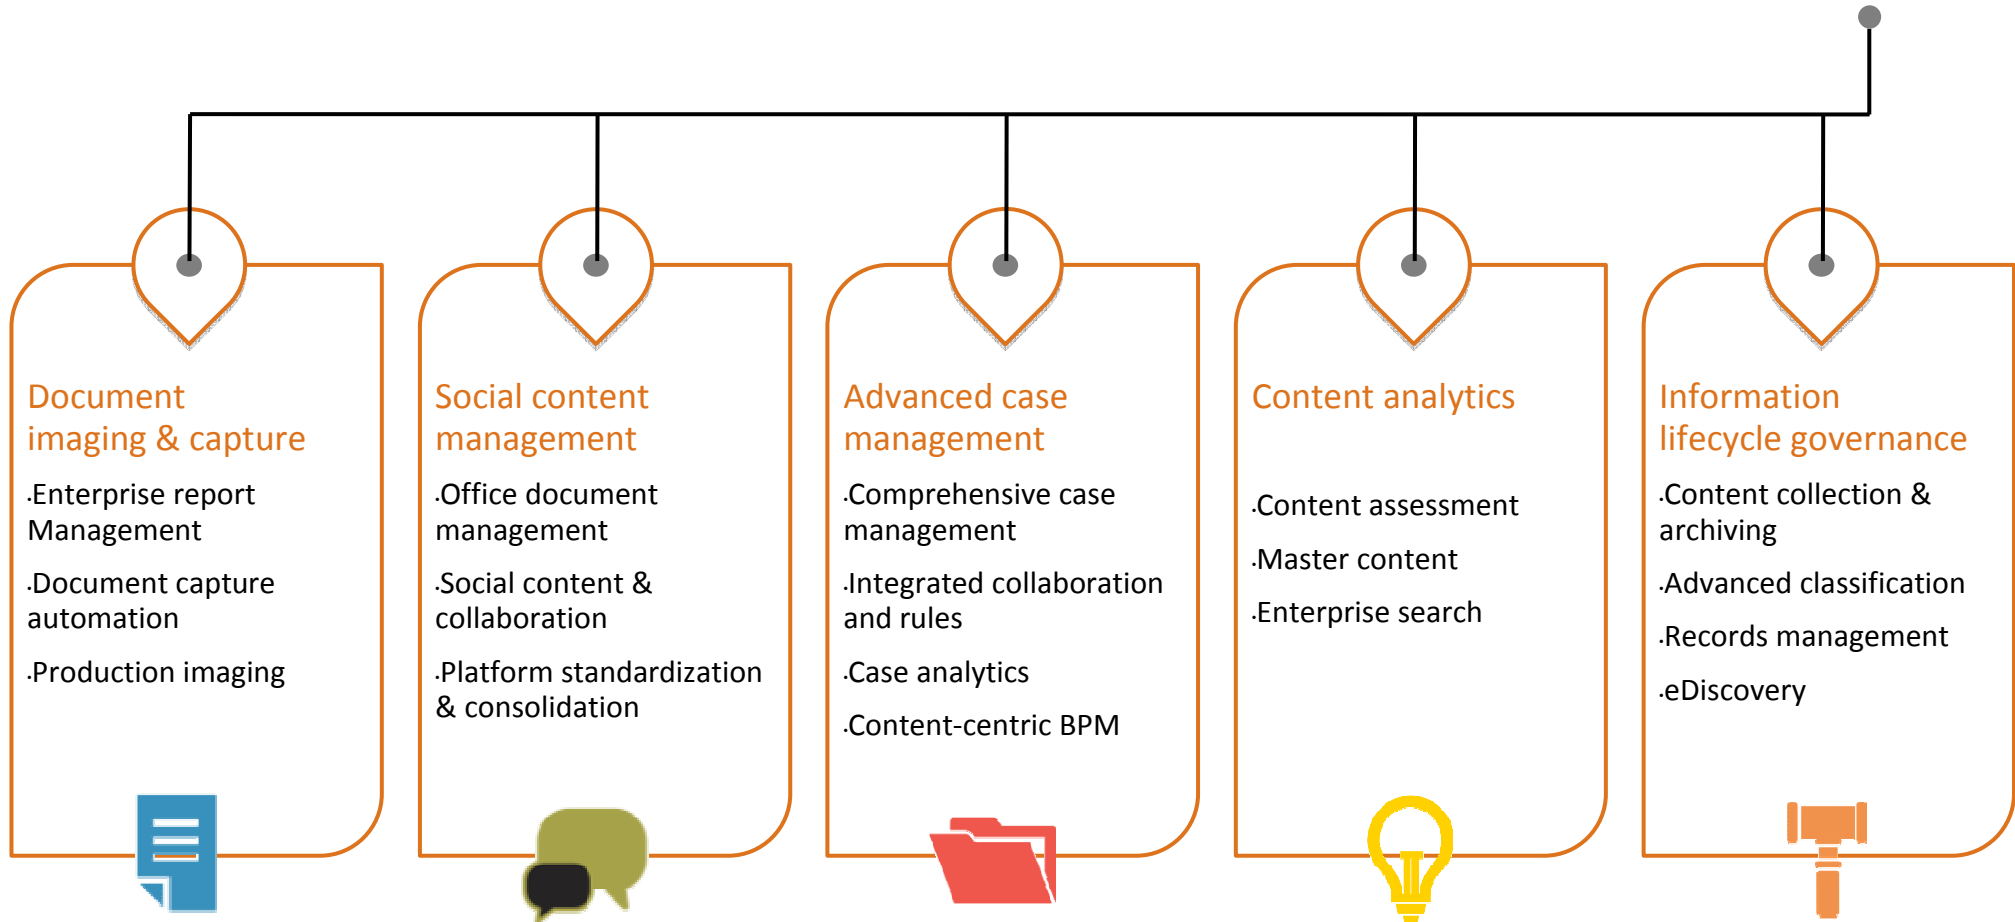 Document
imaging & capture
.Enterprise report
Management
.Document capture
automation
.Production imaging
Social content
management
.Office document
management
.Social content &
collaboration
.Platform standardization
& consolidation
Advanced case
management
.Comprehensive case
management
.Integrated collaboration
and rules
.Case analytics
.Content-centric BPM
Content analytics
.Content assessment
.Master content
.Enterprise search
Information
lifecycle governance
.Content collection &
archiving
.Advanced classification
.Records management
.eDiscovery